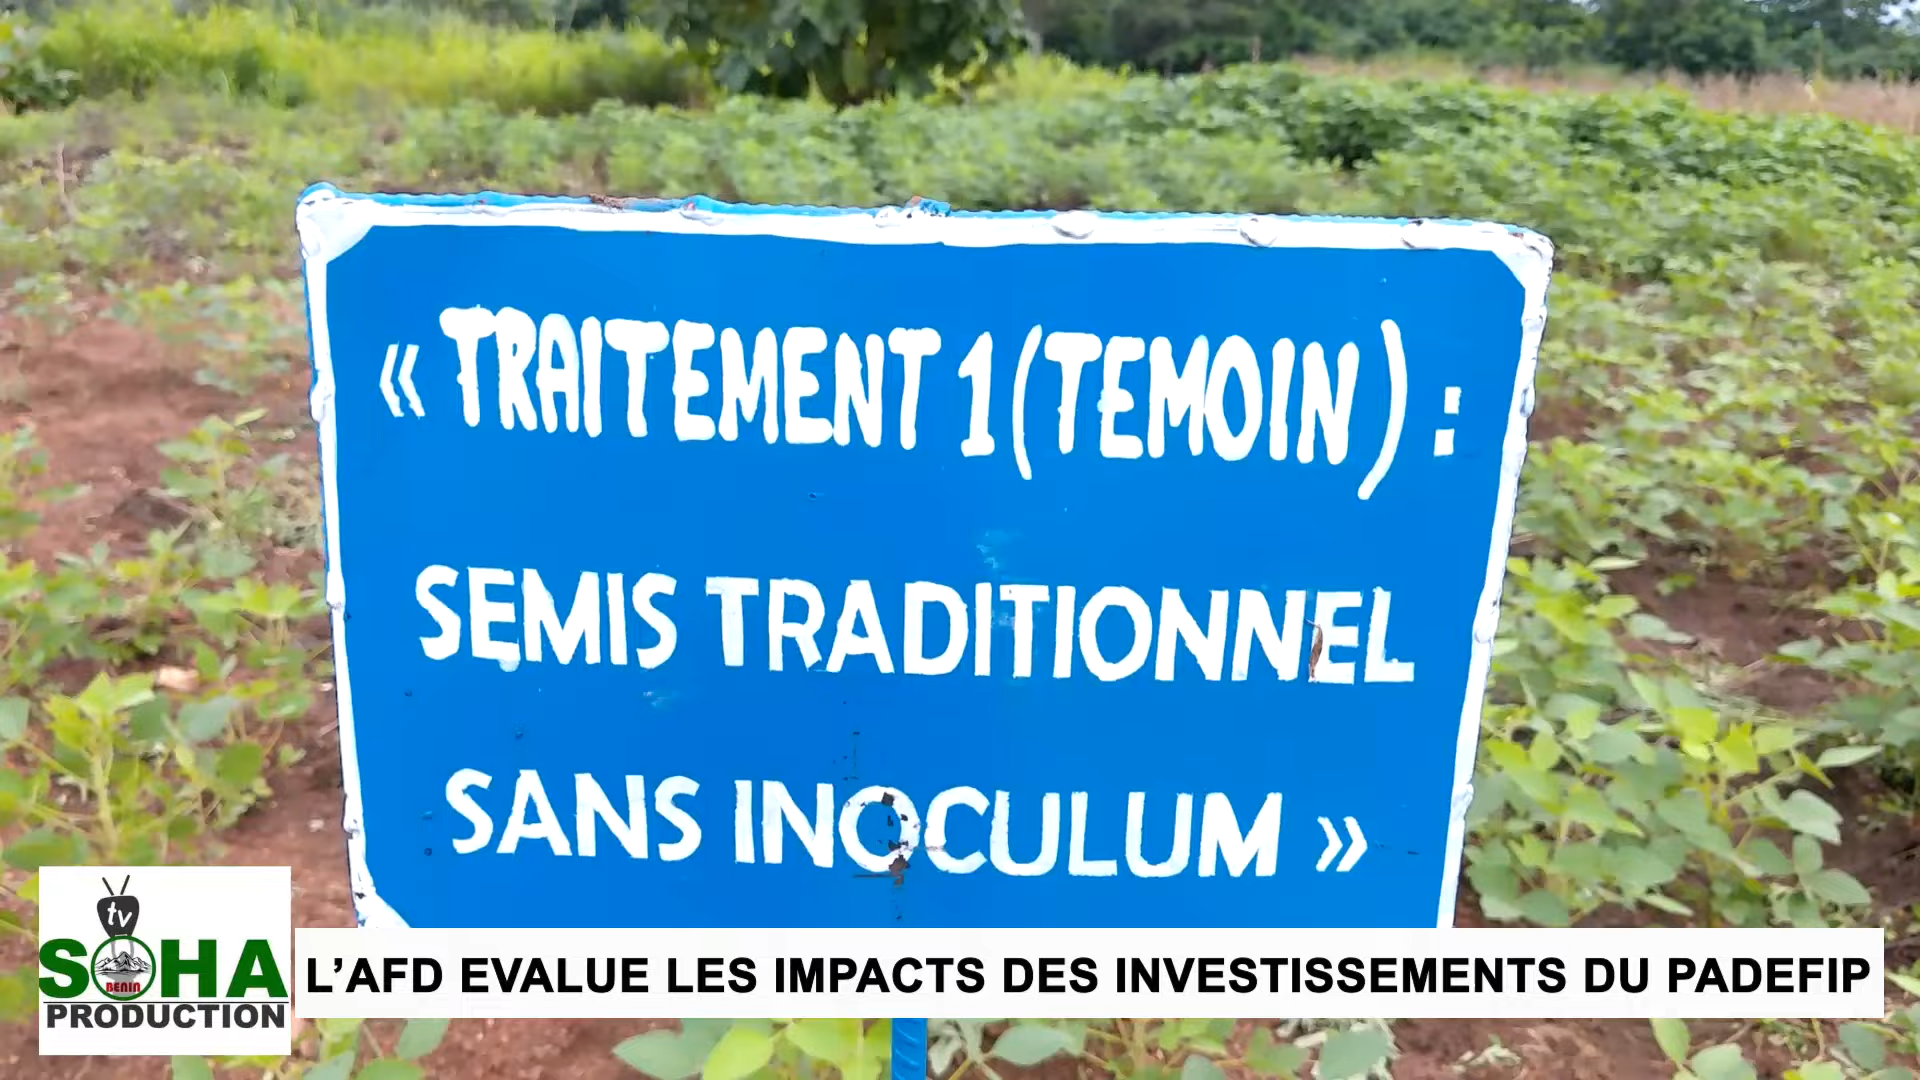 « TRAITEMENT 1 (TEMOIN) :
SEMIS TRADITIONNEL
SANS INOCULUM »
tv
SOHA
BENIN
PRODUCTION
L’AFD EVALUE LES IMPACTS DES INVESTISSEMENTS DU PADEFIP